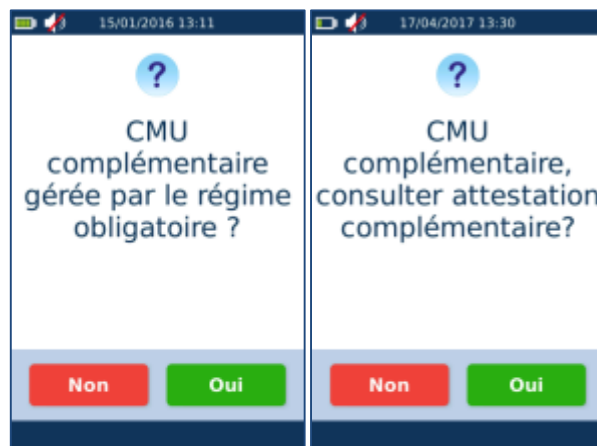 15/01/2016 13:11
?
CMU
complémentaire
gérée par le régime
obligatoire ?
Non
Oui
17/04/2017 13:30
?
CMU
complémentaire,
consulter attestation
complémentaire?
Non
Oui